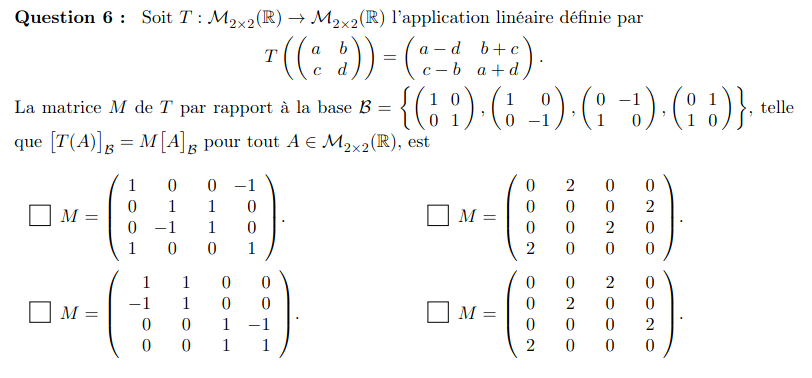 Question 6 : Soit $T : \mathcal{M}_{2\times 2}(\mathbb{R}) \to \mathcal{M}_{2\times 2}(\mathbb{R})$ l'application linéaire définie par
$T\left(\begin{pmatrix} a & b \\ c & d \end{pmatrix}\right) = \begin{pmatrix} a-d & b+c \\ c-b & a+d \end{pmatrix}.$
La matrice $M$ de $T$ par rapport à la base $\mathcal{B} = \left\{\begin{pmatrix} 1 & 0 \\ 0 & 1 \end{pmatrix}, \begin{pmatrix} 1 & 0 \\ 0 & -1 \end{pmatrix}, \begin{pmatrix} 0 & -1 \\ 1 & 0 \end{pmatrix}, \begin{pmatrix} 0 & 1 \\ 1 & 0 \end{pmatrix}\right\}$, telle
que $[T(A)]_{\mathcal{B}} = M[A]_{\mathcal{B}}$ pour tout $A \in \mathcal{M}_{2\times 2}(\mathbb{R})$, est
☐ $M = \begin{pmatrix} 1 & 0 & 0 & -1 \\ 0 & 1 & 1 & 0 \\ 0 & -1 & 1 & 0 \\ 1 & 0 & 0 & 1 \end{pmatrix}.$
☐ $M = \begin{pmatrix} 0 & 2 & 0 & 0 \\ 0 & 0 & 0 & 2 \\ 0 & 0 & 2 & 0 \\ 2 & 0 & 0 & 0 \end{pmatrix}.$
☐ $M = \begin{pmatrix} 1 & 1 & 0 & 0 \\ -1 & 1 & 0 & 0 \\ 0 & 0 & 1 & -1 \\ 0 & 0 & 1 & 1 \end{pmatrix}.$
☐ $M = \begin{pmatrix} 0 & 0 & 2 & 0 \\ 0 & 2 & 0 & 0 \\ 0 & 0 & 0 & 2 \\ 2 & 0 & 0 & 0 \end{pmatrix}.$